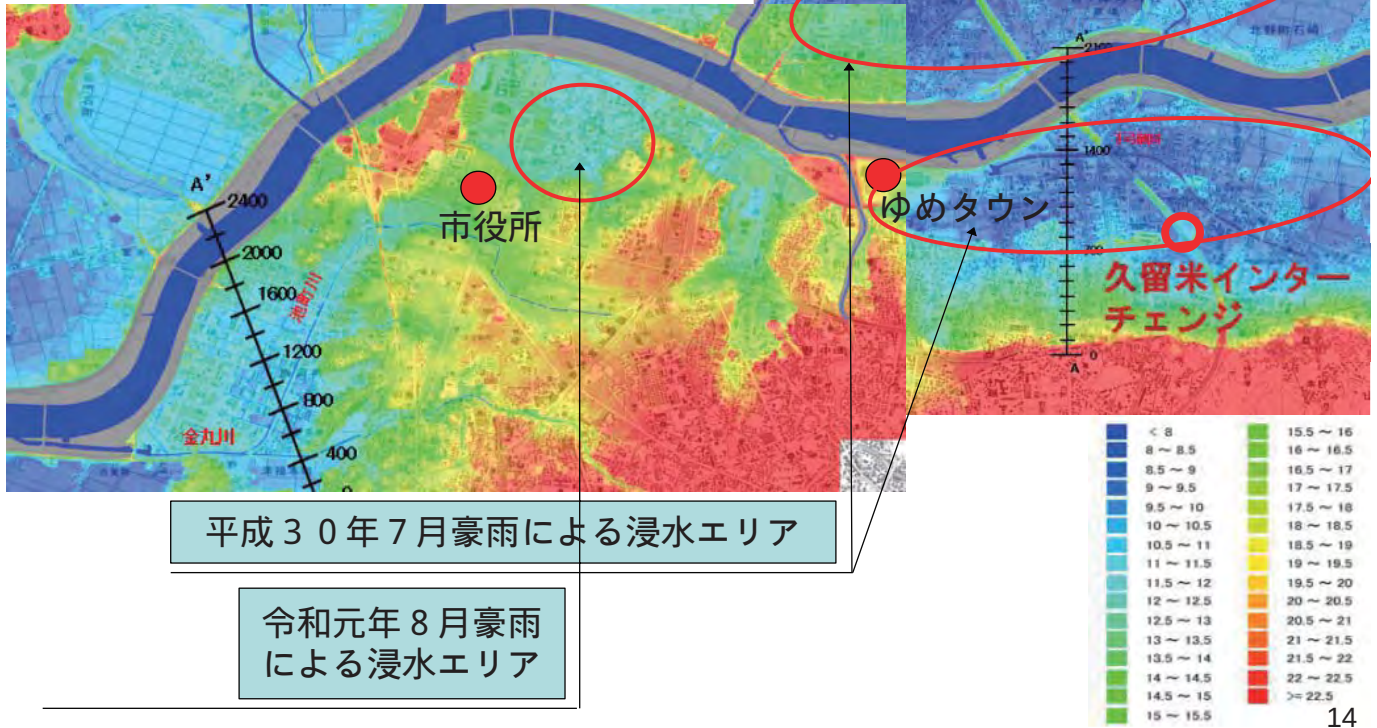 A'
2100
1400
700
0
A
A'
2400
2000
1600
1200
800
400
0
池町川
金丸川
市役所
ゆめタウン
久留米インター
チェンジ
北野町石崎
平成30年7月豪雨による浸水エリア
令和元年8月豪雨
による浸水エリア
< 8
8 ~ 8.5
8.5 ~ 9
9 ~ 9.5
9.5 ~ 10
10 ~ 10.5
10.5 ~ 11
11 ~ 11.5
11.5 ~ 12
12 ~ 12.5
12.5 ~ 13
13 ~ 13.5
13.5 ~ 14
14 ~ 14.5
14.5 ~ 15
15 ~ 15.5
15.5 ~ 16
16 ~ 16.5
16.5 ~ 17
17 ~ 17.5
17.5 ~ 18
18 ~ 18.5
18.5 ~ 19
19 ~ 19.5
19.5 ~ 20
20 ~ 20.5
20.5 ~ 21
21 ~ 21.5
21.5 ~ 22
22 ~ 22.5
>= 22.5
14